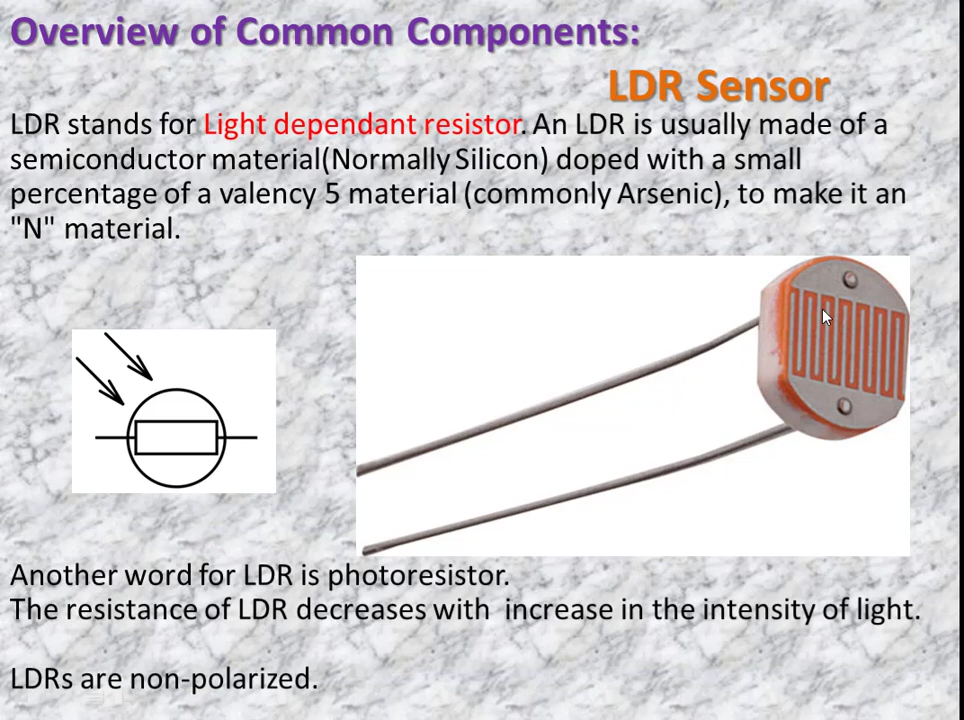 Overview of Common Components:
LDR Sensor
LDR stands for Light dependant resistor. An LDR is usually made of a
semiconductor material(Normally Silicon) doped with a small
percentage of a valency 5 material (commonly Arsenic), to make it an
"N" material.
Another word for LDR is photoresistor.
The resistance of LDR decreases with  increase in the intensity of light.
LDRs are non-polarized.